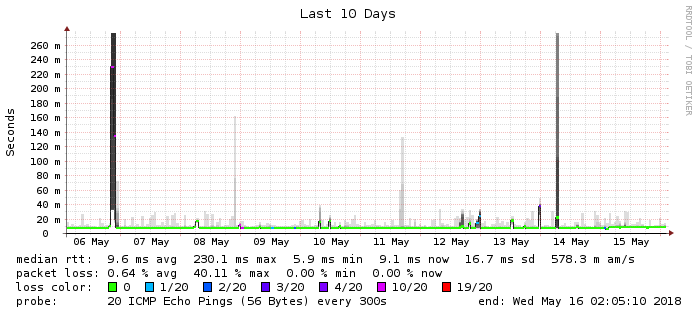 Last 10 Days
RRDTOOL / TOBI OETIKER
Seconds
260 m
240 m
220 m
200 m
180 m
160 m
140 m
120 m
100 m
80 m
60 m
40 m
20 m
0
06 May 07 May 08 May 09 May 10 May 11 May 12 May 13 May 14 May 15 May
median rtt: 9.6 ms avg 230.1 ms max 5.9 ms min 9.1 ms now 16.7 ms sd 578.3 m am/s
packet loss: 0.64 % avg 40.11 % max 0.00 % min 0.00 % now
loss color: 0 1/20 2/20 3/20 4/20 10/20 19/20
probe: 20 ICMP Echo Pings (56 Bytes) every 300s end: Wed May 16 02:05:10 2018